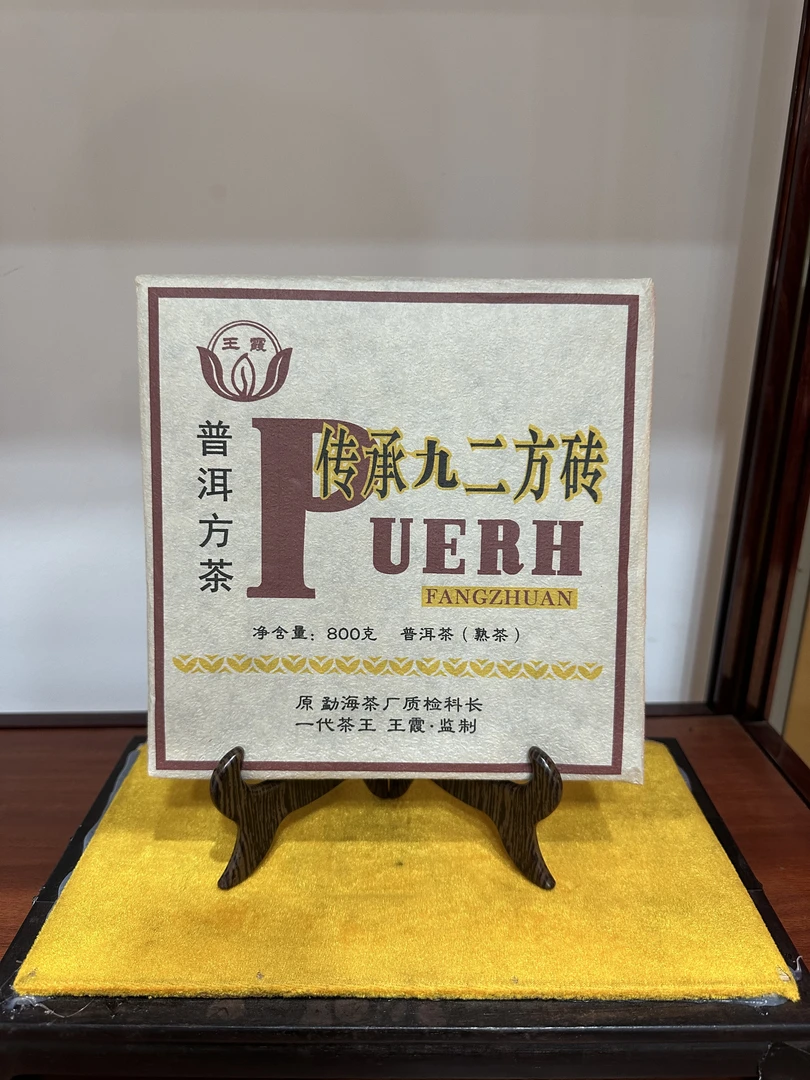 王霞
普洱方茶
传承九二方砖
PUERH
FANGZHUAN
净含量：800克 普洱茶（熟茶）
原 勐海茶厂质检科长
一代茶王 王霞·监制